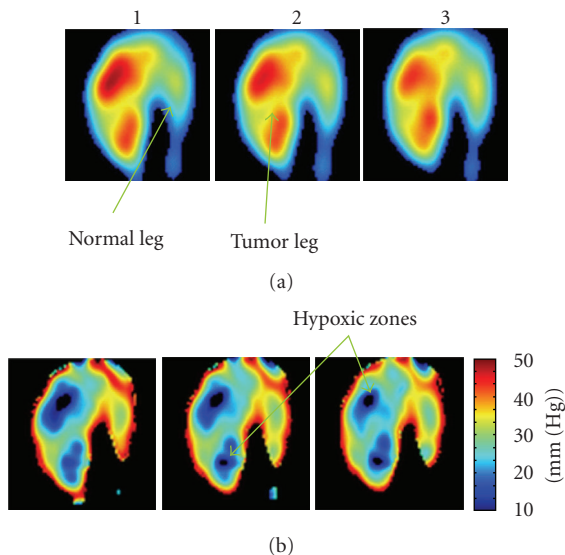 1 2 3
Normal leg
Tumor leg
(a)
Hypoxic zones
50
40
30
20
10
(mm (Hg)
(b)